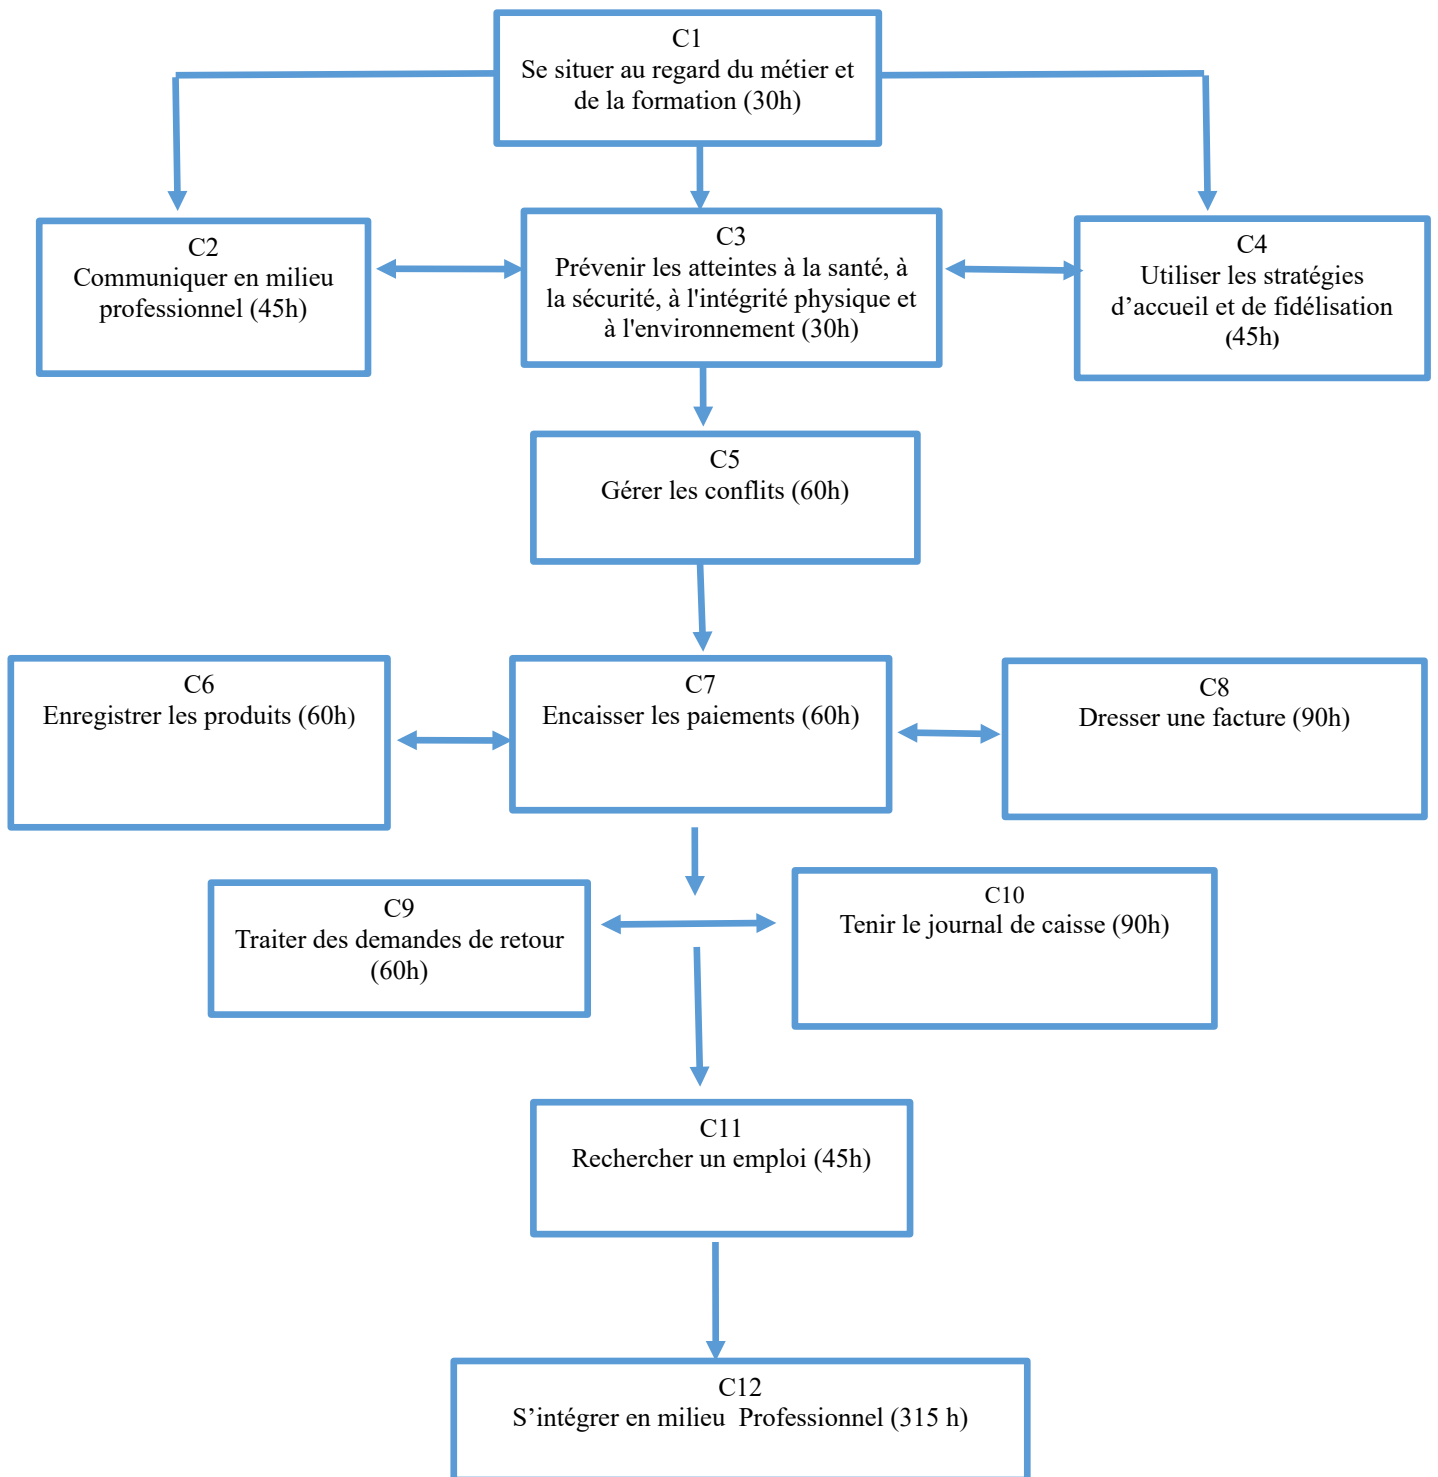 C1
Se situer au regard du métier et
de la formation (30h)
C2
Communiquer en milieu
professionnel (45h)
C3
Prévenir les atteintes à la santé, à
la sécurité, à l'intégrité physique et
à l'environnement (30h)
C4
Utiliser les stratégies
d’accueil et de fidélisation
(45h)
C5
Gérer les conflits (60h)
C6
Enregistrer les produits (60h)
C7
Encaisser les paiements (60h)
C8
Dresser une facture (90h)
C9
Traiter des demandes de retour
(60h)
C10
Tenir le journal de caisse (90h)
C11
Rechercher un emploi (45h)
C12
S’intégrer en milieu  Professionnel (315 h)